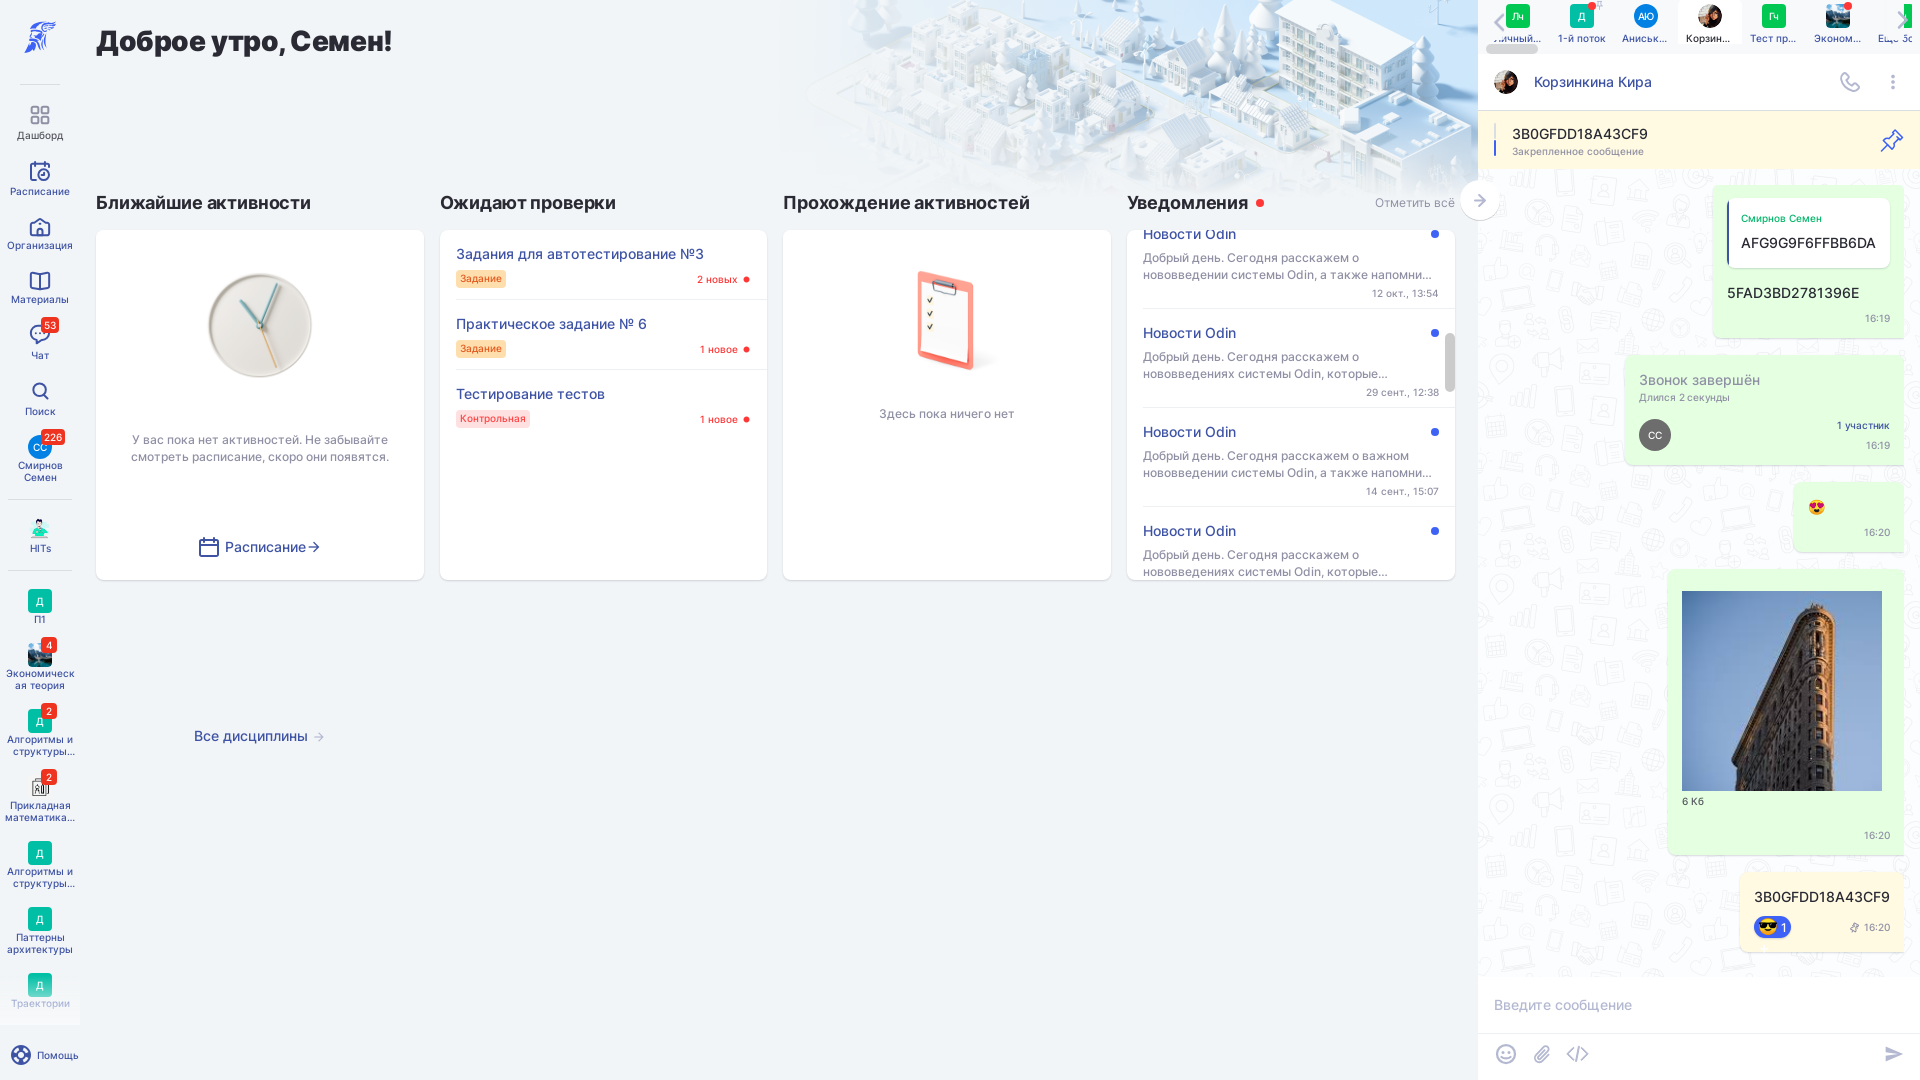 Дашборд
Расписание
Организация
Материалы
53
Чат
Поиск
СС
226
Смирнов
Семен
HITs
Д
П1
4
Экономическ
ая теория
Д
2
Алгоритмы и
структуры...
2
Прикладная
математика...
Д
Алгоритмы и
структуры...
Д
Паттерны
архитектуры
Д
Траектории
Помощь
Доброе утро, Семен!
Ближайшие активности
У вас пока нет активностей. Не забывайте
смотреть расписание, скоро они появятся.
Расписание
Ожидают проверки
Задания для автотестирование №3
Задание
2 новых
Практическое задание № 6
Задание
1 новое
Тестирование тестов
Контрольная
1 новое
Прохождение активностей
Здесь пока ничего нет
Уведомления
Отметить всё
Новости Odin
Добрый день. Сегодня расскажем о
нововведении системы Odin, а также напомни...
12 окт., 13:54
Новости Odin
Добрый день. Сегодня расскажем о
нововведениях системы Odin, которые...
29 сент., 12:38
Новости Odin
Добрый день. Сегодня расскажем о важном
нововведении системы Odin, а также напомни...
14 сент., 15:07
Новости Odin
Добрый день. Сегодня расскажем о
нововведениях системы Odin, которые...
Все дисциплины
Лч
Д
АЮ
Гч
1-й поток
Аниськ...
Корзин...
Тест пр...
Эконом...
Корзинкина Кира
3B0GFDD18A43CF9
Закрепленное сообщение
Смирнов Семен
AFG9G9F6FFBB6DA
5FAD3BD2781396E
16:19
Звонок завершён
Длился 2 секунды
СС
1 участник
16:19
16:20
6 Кб
16:20
3B0GFDD18A43CF9
1
16:20
Введите сообщение